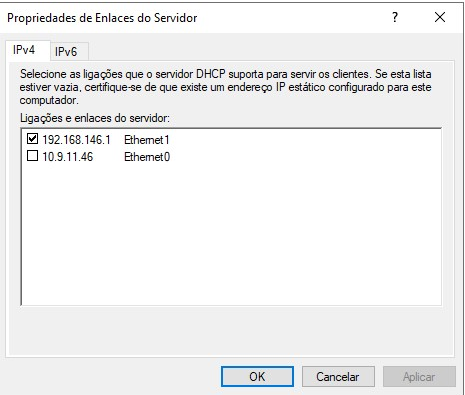 Propriedades de Enlaces do Servidor
IPv4 IPv6
Selecione as ligações que o servidor DHCP suporta para servir os clientes. Se esta lista
estiver vazia, certifique-se de que existe um endereço IP estático configurado para este
computador.
Ligações e enlaces do servidor:
192.168.146.1 Ethernet1
10.9.11.46 Ethernet0
OK Cancelar Aplicar